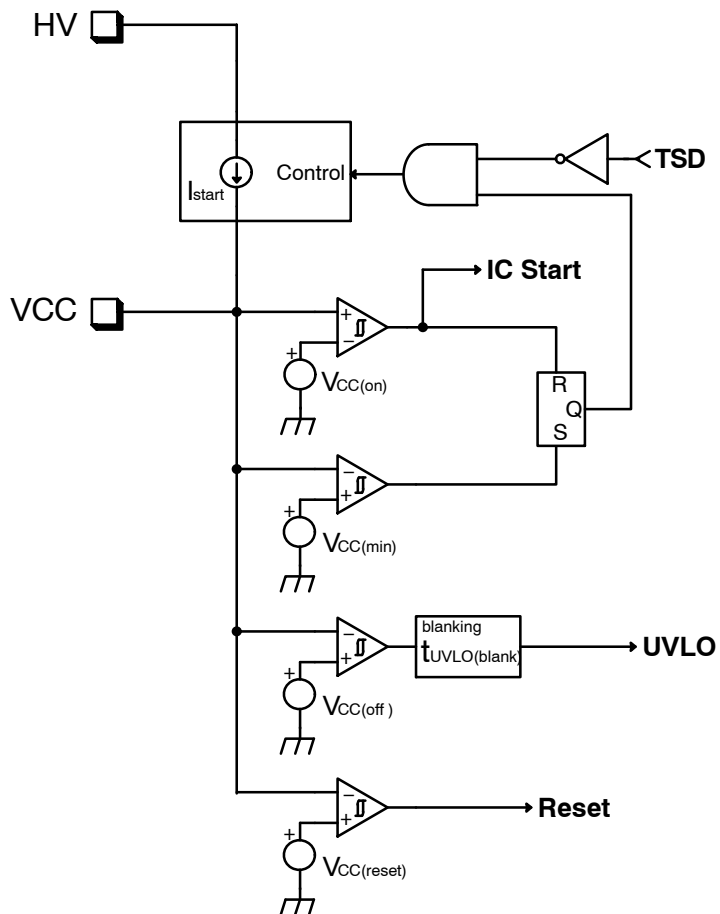 HV
Istart
Control
TSD
IC Start
VCC
+
−
+
VCC(on)
R
Q
S
−
+
+
VCC(min)
blanking
tUVLO(blank)
UVLO
−
+
+
VCC(off)
Reset
−
+
+
VCC(reset)